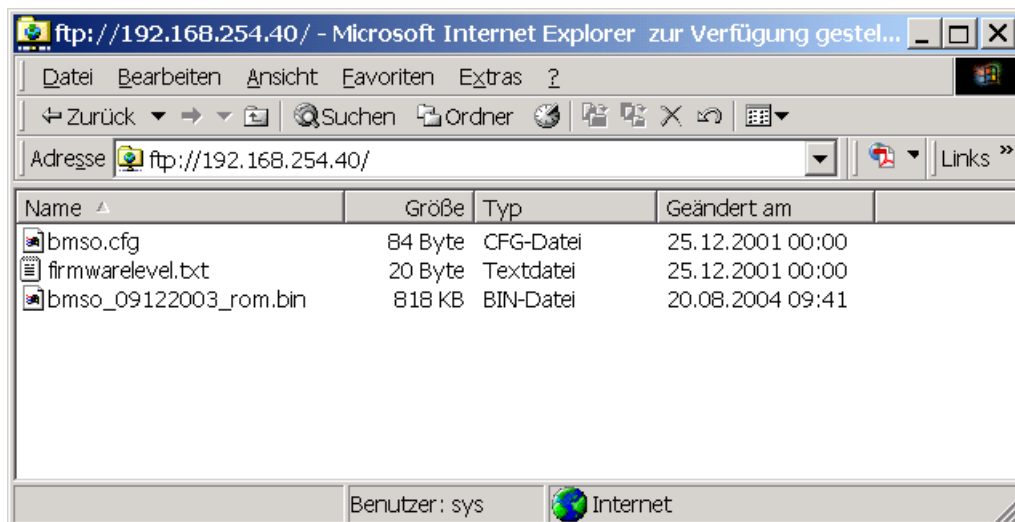 ftp://192.168.254.40/ - Microsoft Internet Explorer zur Verfügung gestel...
Datei Bearbeiten Ansicht Favoriten Extras ?
Zurück Suchen Ordner
Adresse ftp://192.168.254.40/ Links »
Name Größe Typ Geändert am
bmso.cfg 84 Byte CFG-Datei 25.12.2001 00:00
firmwarelevel.txt 20 Byte Textdatei 25.12.2001 00:00
bmso_09122003_rom.bin 818 KB BIN-Datei 20.08.2004 09:41
Benutzer: sys Internet